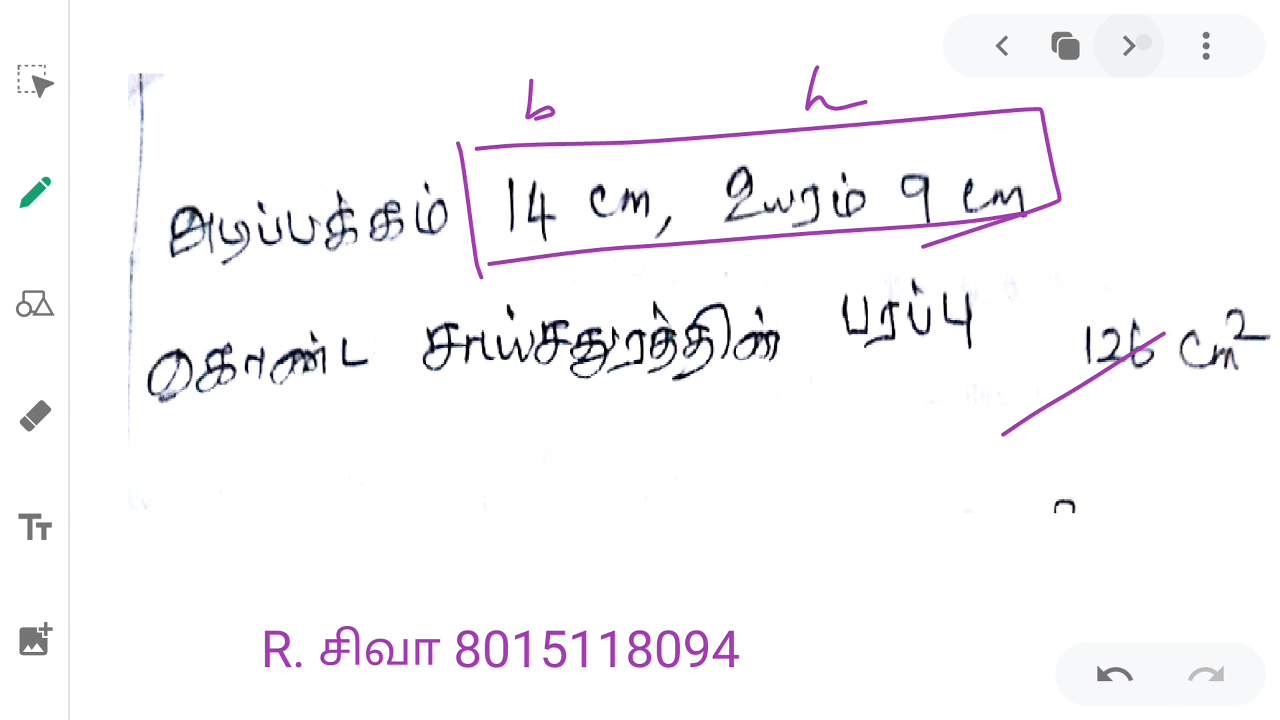 b h
அடிப்பக்கம் 14 cm, உயரம் 9 cm
கொண்ட சாய்சதுரத்தின் பரப்பு 126 cm²
R. சிவா 8015118094